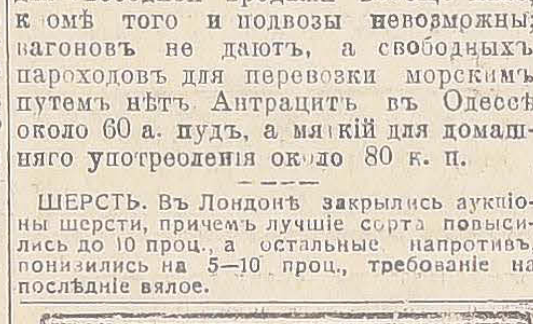 к омѣ того и подвозы невозможны;
вагоновъ не даютъ, а свободныхъ
пароходовъ для перевозки морскимъ
путемъ нѣтъ. Антрацитъ въ Одессѣ
около 60 а. пудъ, а мягкій для домаш-
няго употребленія около 80 к. п.
ШЕРСТЬ. Въ Лондонѣ закрылись аукціо-
ны шерсти, причемъ лучшіе сорта повыси-
лись до 10 проц., а остальные напротивъ
понизились на 5—10 проц., требованіе на
послѣдніе вялое.